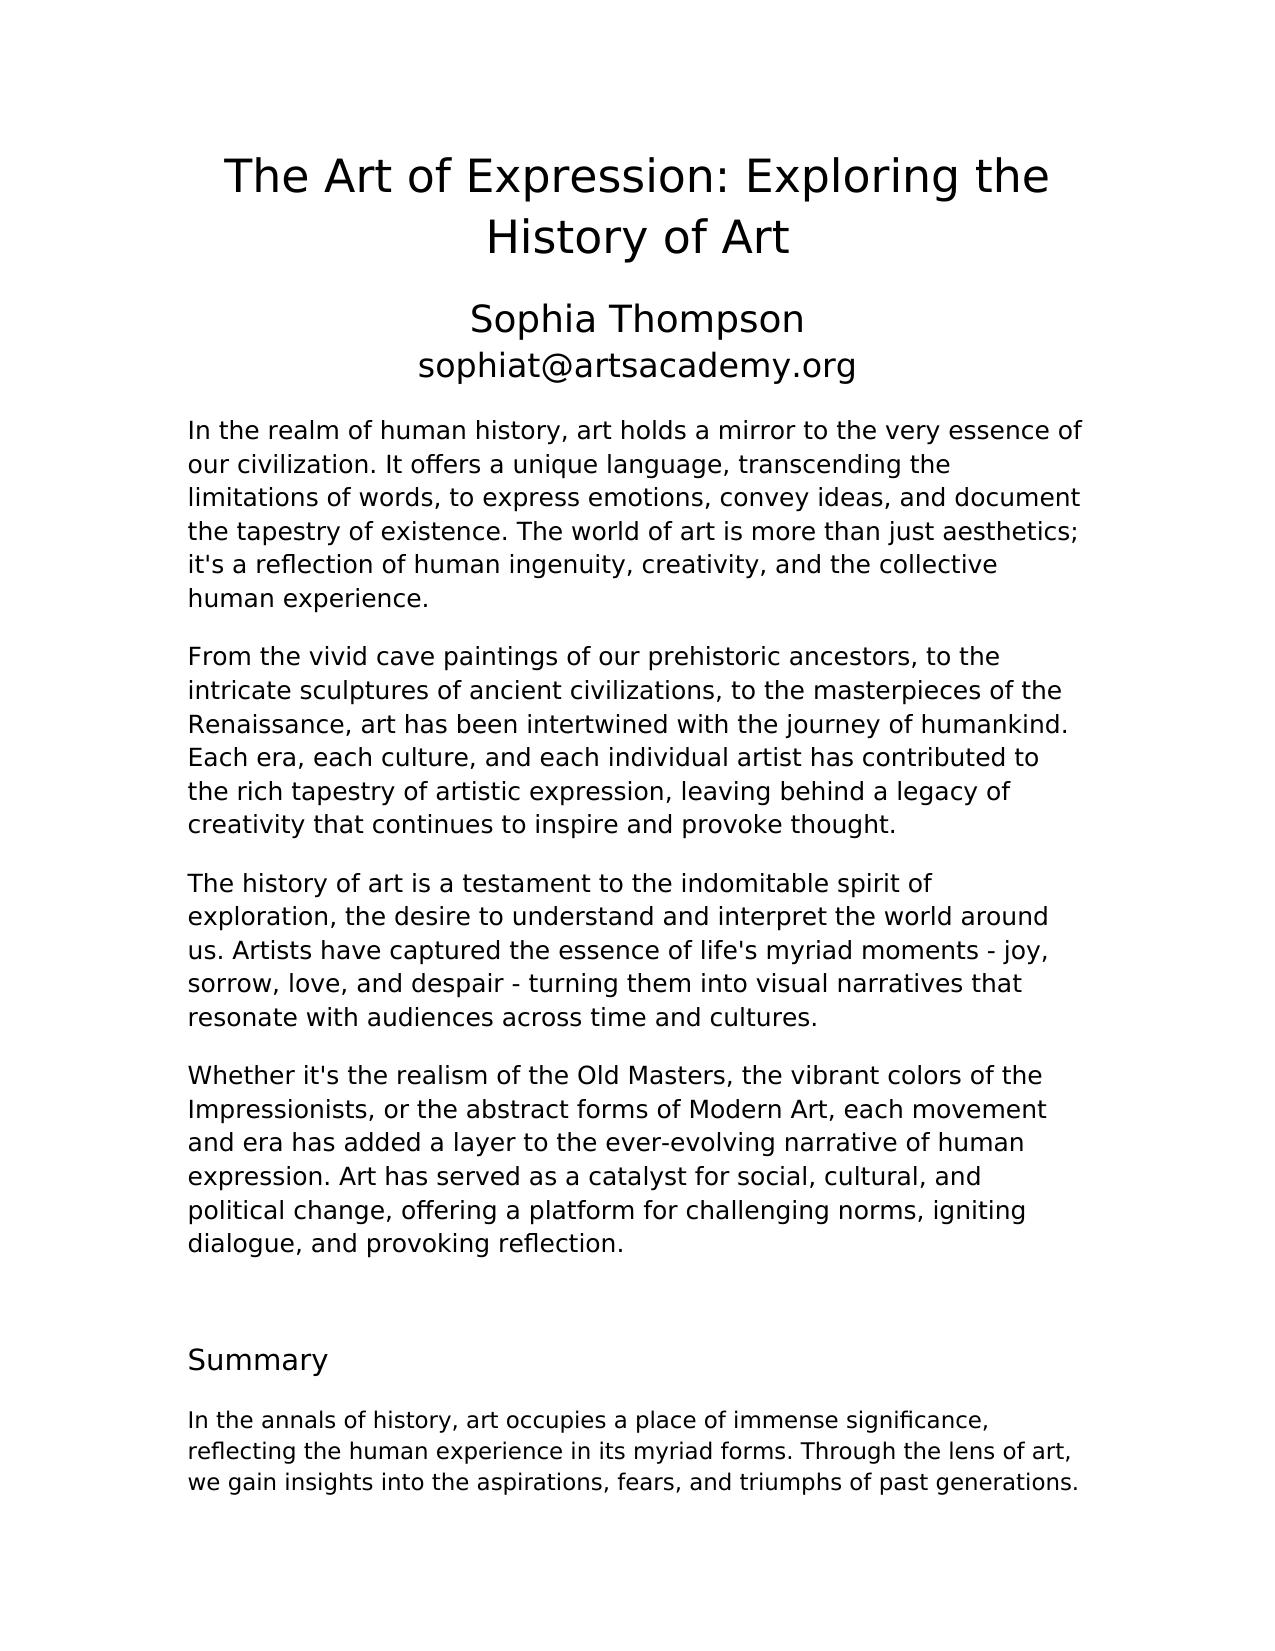 The Art of Expression: Exploring the
History of Art
Sophia Thompson
sophiat@artsacademy.org
In the realm of human history, art holds a mirror to the very essence of
our civilization. It offers a unique language, transcending the
limitations of words, to express emotions, convey ideas, and document
the tapestry of existence. The world of art is more than just aesthetics;
it's a reflection of human ingenuity, creativity, and the collective
human experience.
From the vivid cave paintings of our prehistoric ancestors, to the
intricate sculptures of ancient civilizations, to the masterpieces of the
Renaissance, art has been intertwined with the journey of humankind.
Each era, each culture, and each individual artist has contributed to
the rich tapestry of artistic expression, leaving behind a legacy of
creativity that continues to inspire and provoke thought.
The history of art is a testament to the indomitable spirit of
exploration, the desire to understand and interpret the world around
us. Artists have captured the essence of life's myriad moments - joy,
sorrow, love, and despair - turning them into visual narratives that
resonate with audiences across time and cultures.
Whether it's the realism of the Old Masters, the vibrant colors of the
Impressionists, or the abstract forms of Modern Art, each movement
and era has added a layer to the ever-evolving narrative of human
expression. Art has served as a catalyst for social, cultural, and
political change, offering a platform for challenging norms, igniting
dialogue, and provoking reflection.
Summary
In the annals of history, art occupies a place of immense significance,
reflecting the human experience in its myriad forms. Through the lens of art,
we gain insights into the aspirations, fears, and triumphs of past generations.